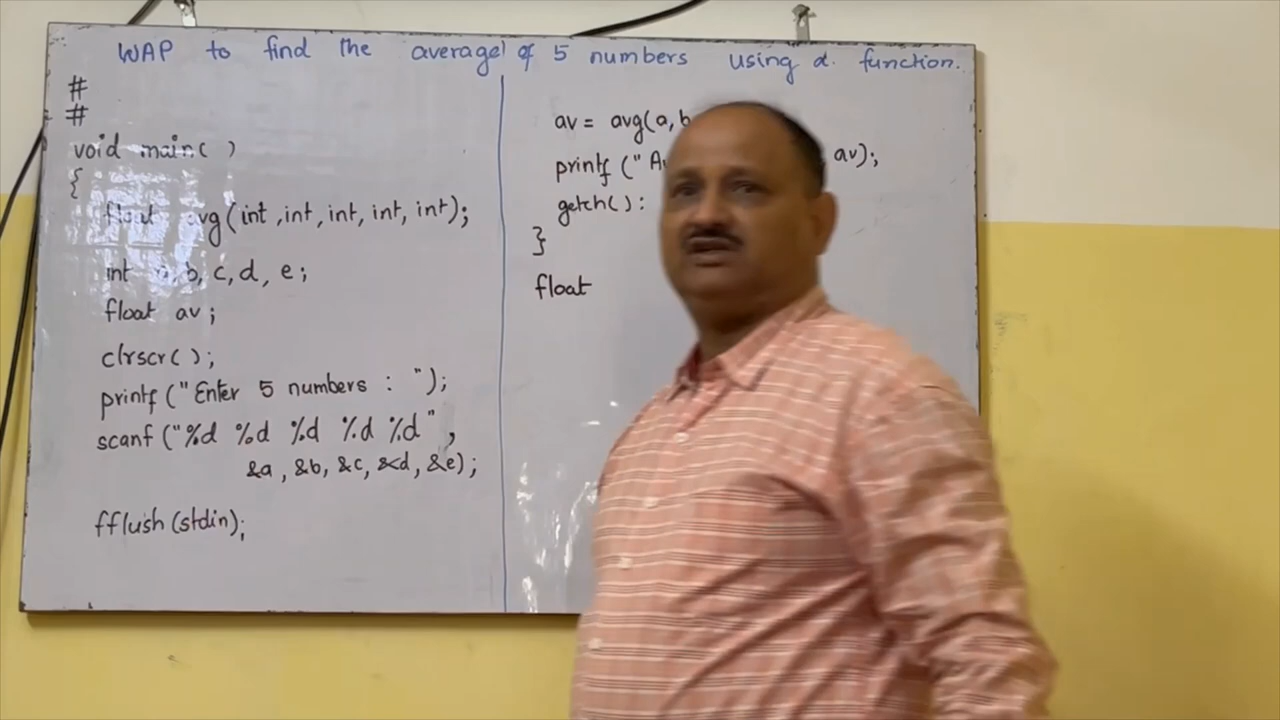 WAP to find the average of 5 numbers using a function.
#
#
void main( )
{
float avg(int ,int, int, int, int);
int a, b, c, d, e;
float av;
clrscr( );
printf ("Enter 5 numbers : ");
scanf ("%d %d %d %d %d",
&a , &b, &c, &d, &e);
fflush (stdin);
av = avg(a, b
printf (" av);
getch( ):
}
float